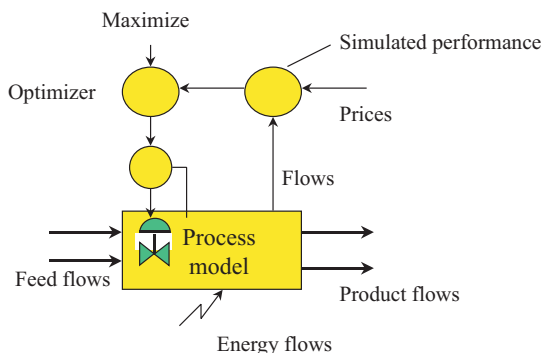 Maximize
Simulated performance
Optimizer
Prices
Flows
Process
model
Feed flows
Product flows
Energy flows